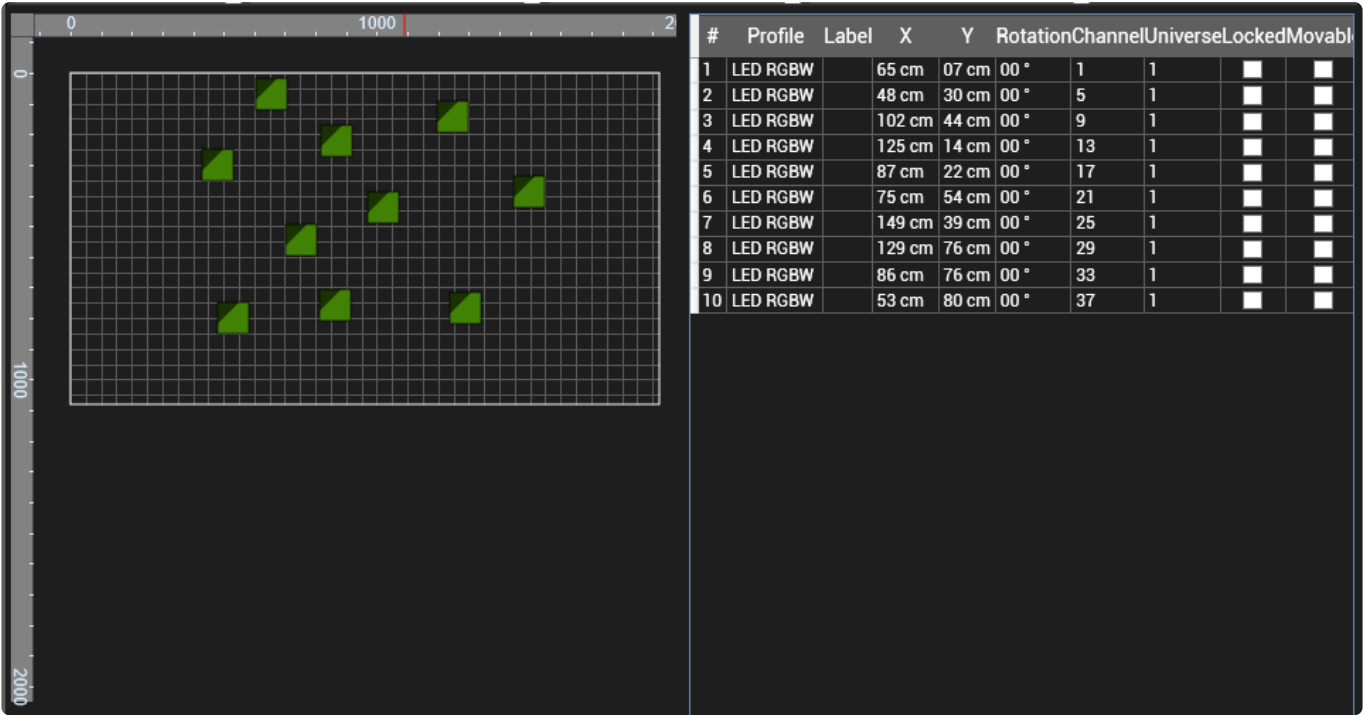 0 1000 2
0
1000
2000
# Profile Label X Y Rotation Channel Universe Locked Movabl
1 LED RGBW 65 cm 07 cm 00 ° 1 1
2 LED RGBW 48 cm 30 cm 00 ° 5 1
3 LED RGBW 102 cm 44 cm 00 ° 9 1
4 LED RGBW 125 cm 14 cm 00 ° 13 1
5 LED RGBW 87 cm 22 cm 00 ° 17 1
6 LED RGBW 75 cm 54 cm 00 ° 21 1
7 LED RGBW 149 cm 39 cm 00 ° 25 1
8 LED RGBW 129 cm 76 cm 00 ° 29 1
9 LED RGBW 86 cm 76 cm 00 ° 33 1
10 LED RGBW 53 cm 80 cm 00 ° 37 1